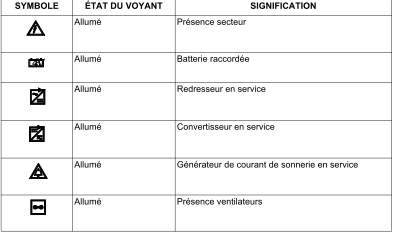 SYMBOLE ÉTAT DU VOYANT SIGNIFICATION
Allumé Présence secteur
Allumé Batterie raccordée
Allumé Redresseur en service
Allumé Convertisseur en service
Allumé Générateur de courant de sonnerie en service
Allumé Présence ventilateurs